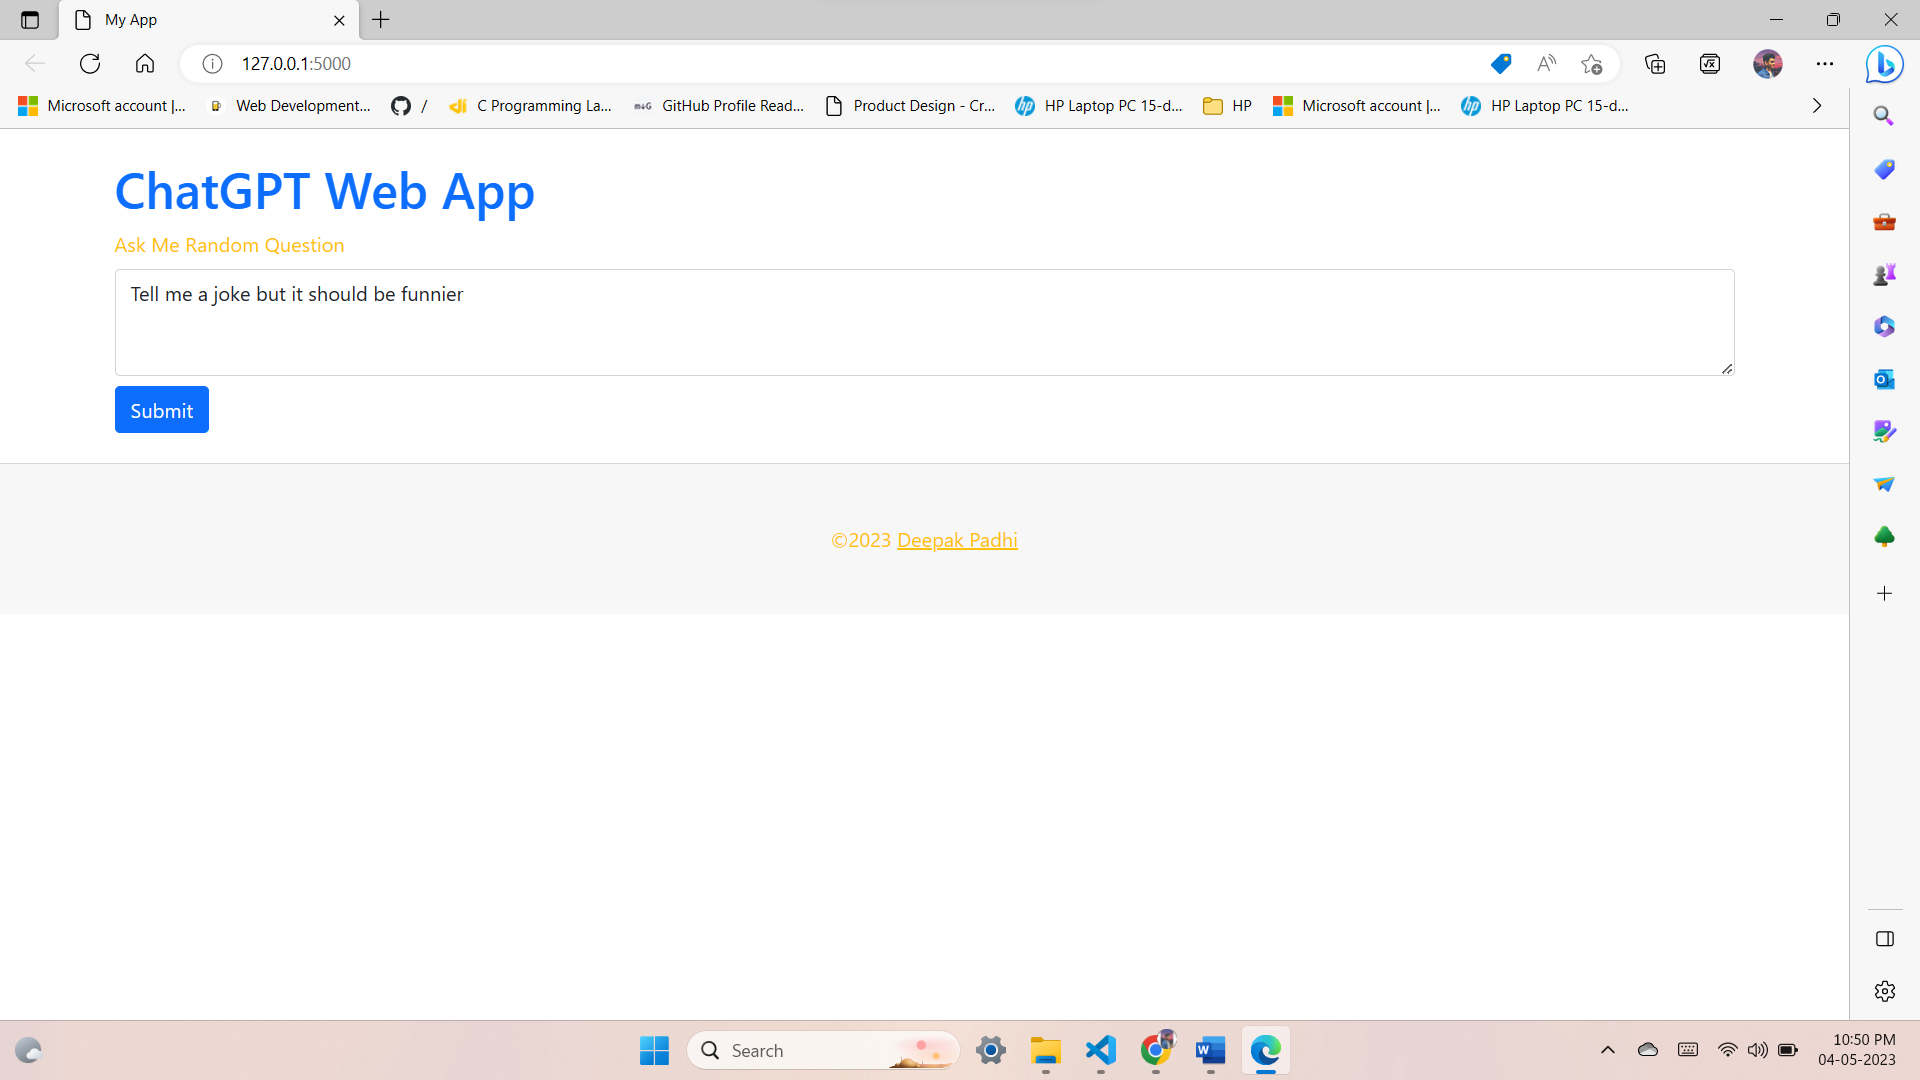 My App
127.0.0.1:5000
Microsoft account |...
Web Development...
/
C Programming La...
m4G
GitHub Profile Read...
Product Design - Cr...
HP Laptop PC 15-d...
HP
Microsoft account |...
HP Laptop PC 15-d...
ChatGPT Web App
Ask Me Random Question
Tell me a joke but it should be funnier
Submit
©2023 Deepak Padhi
Search
10:50 PM
04-05-2023